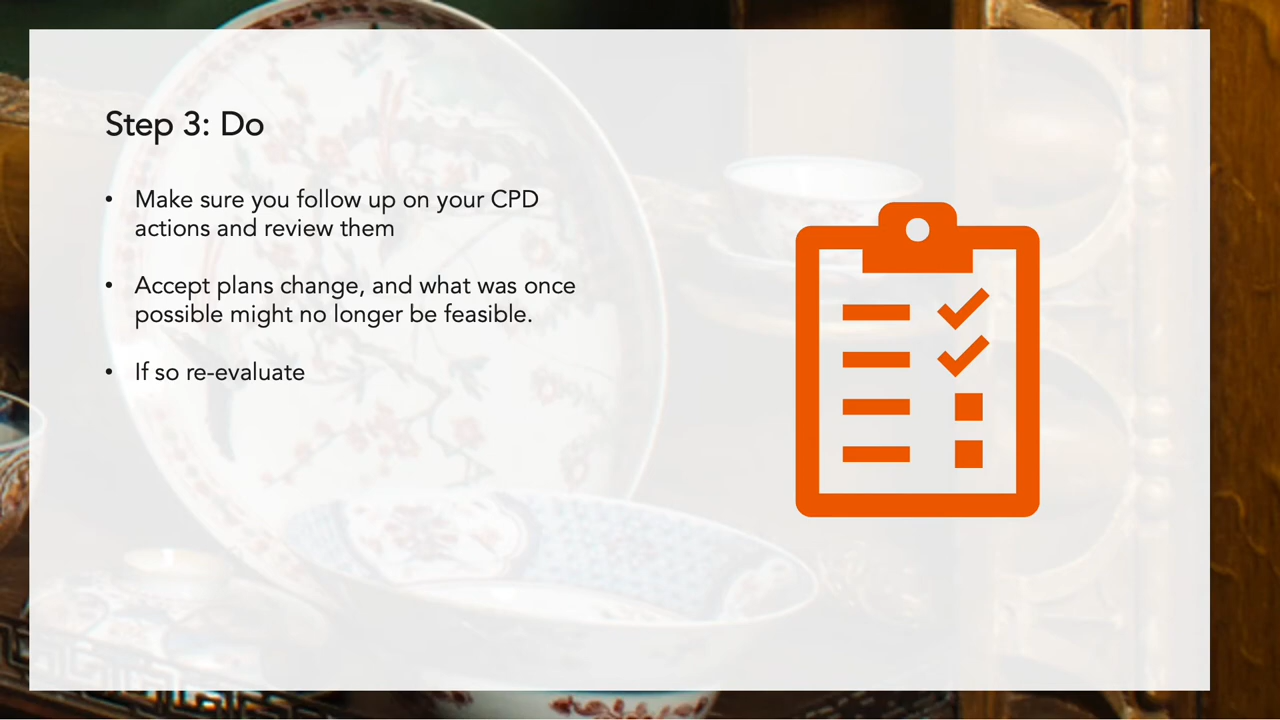 Step 3: Do
• Make sure you follow up on your CPD
actions and review them
• Accept plans change, and what was once
possible might no longer be feasible.
• If so re-evaluate